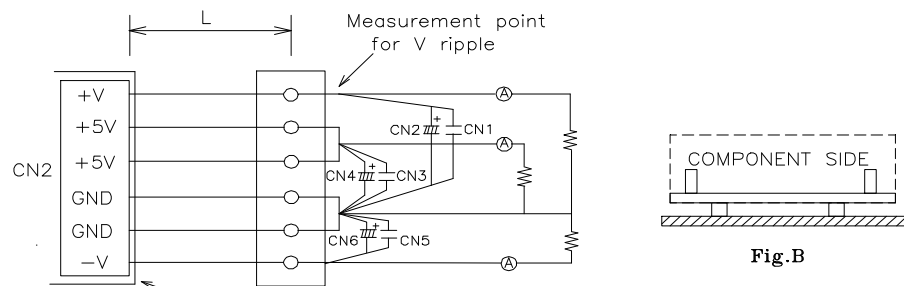 L
Measurement point
for V ripple
CN2
+V
+5V
+5V
GND
GND
−V
A
CN2 + CN1
A
CN4 + CN3
CN6 + CN5
A
COMPONENT SIDE
Fig.B